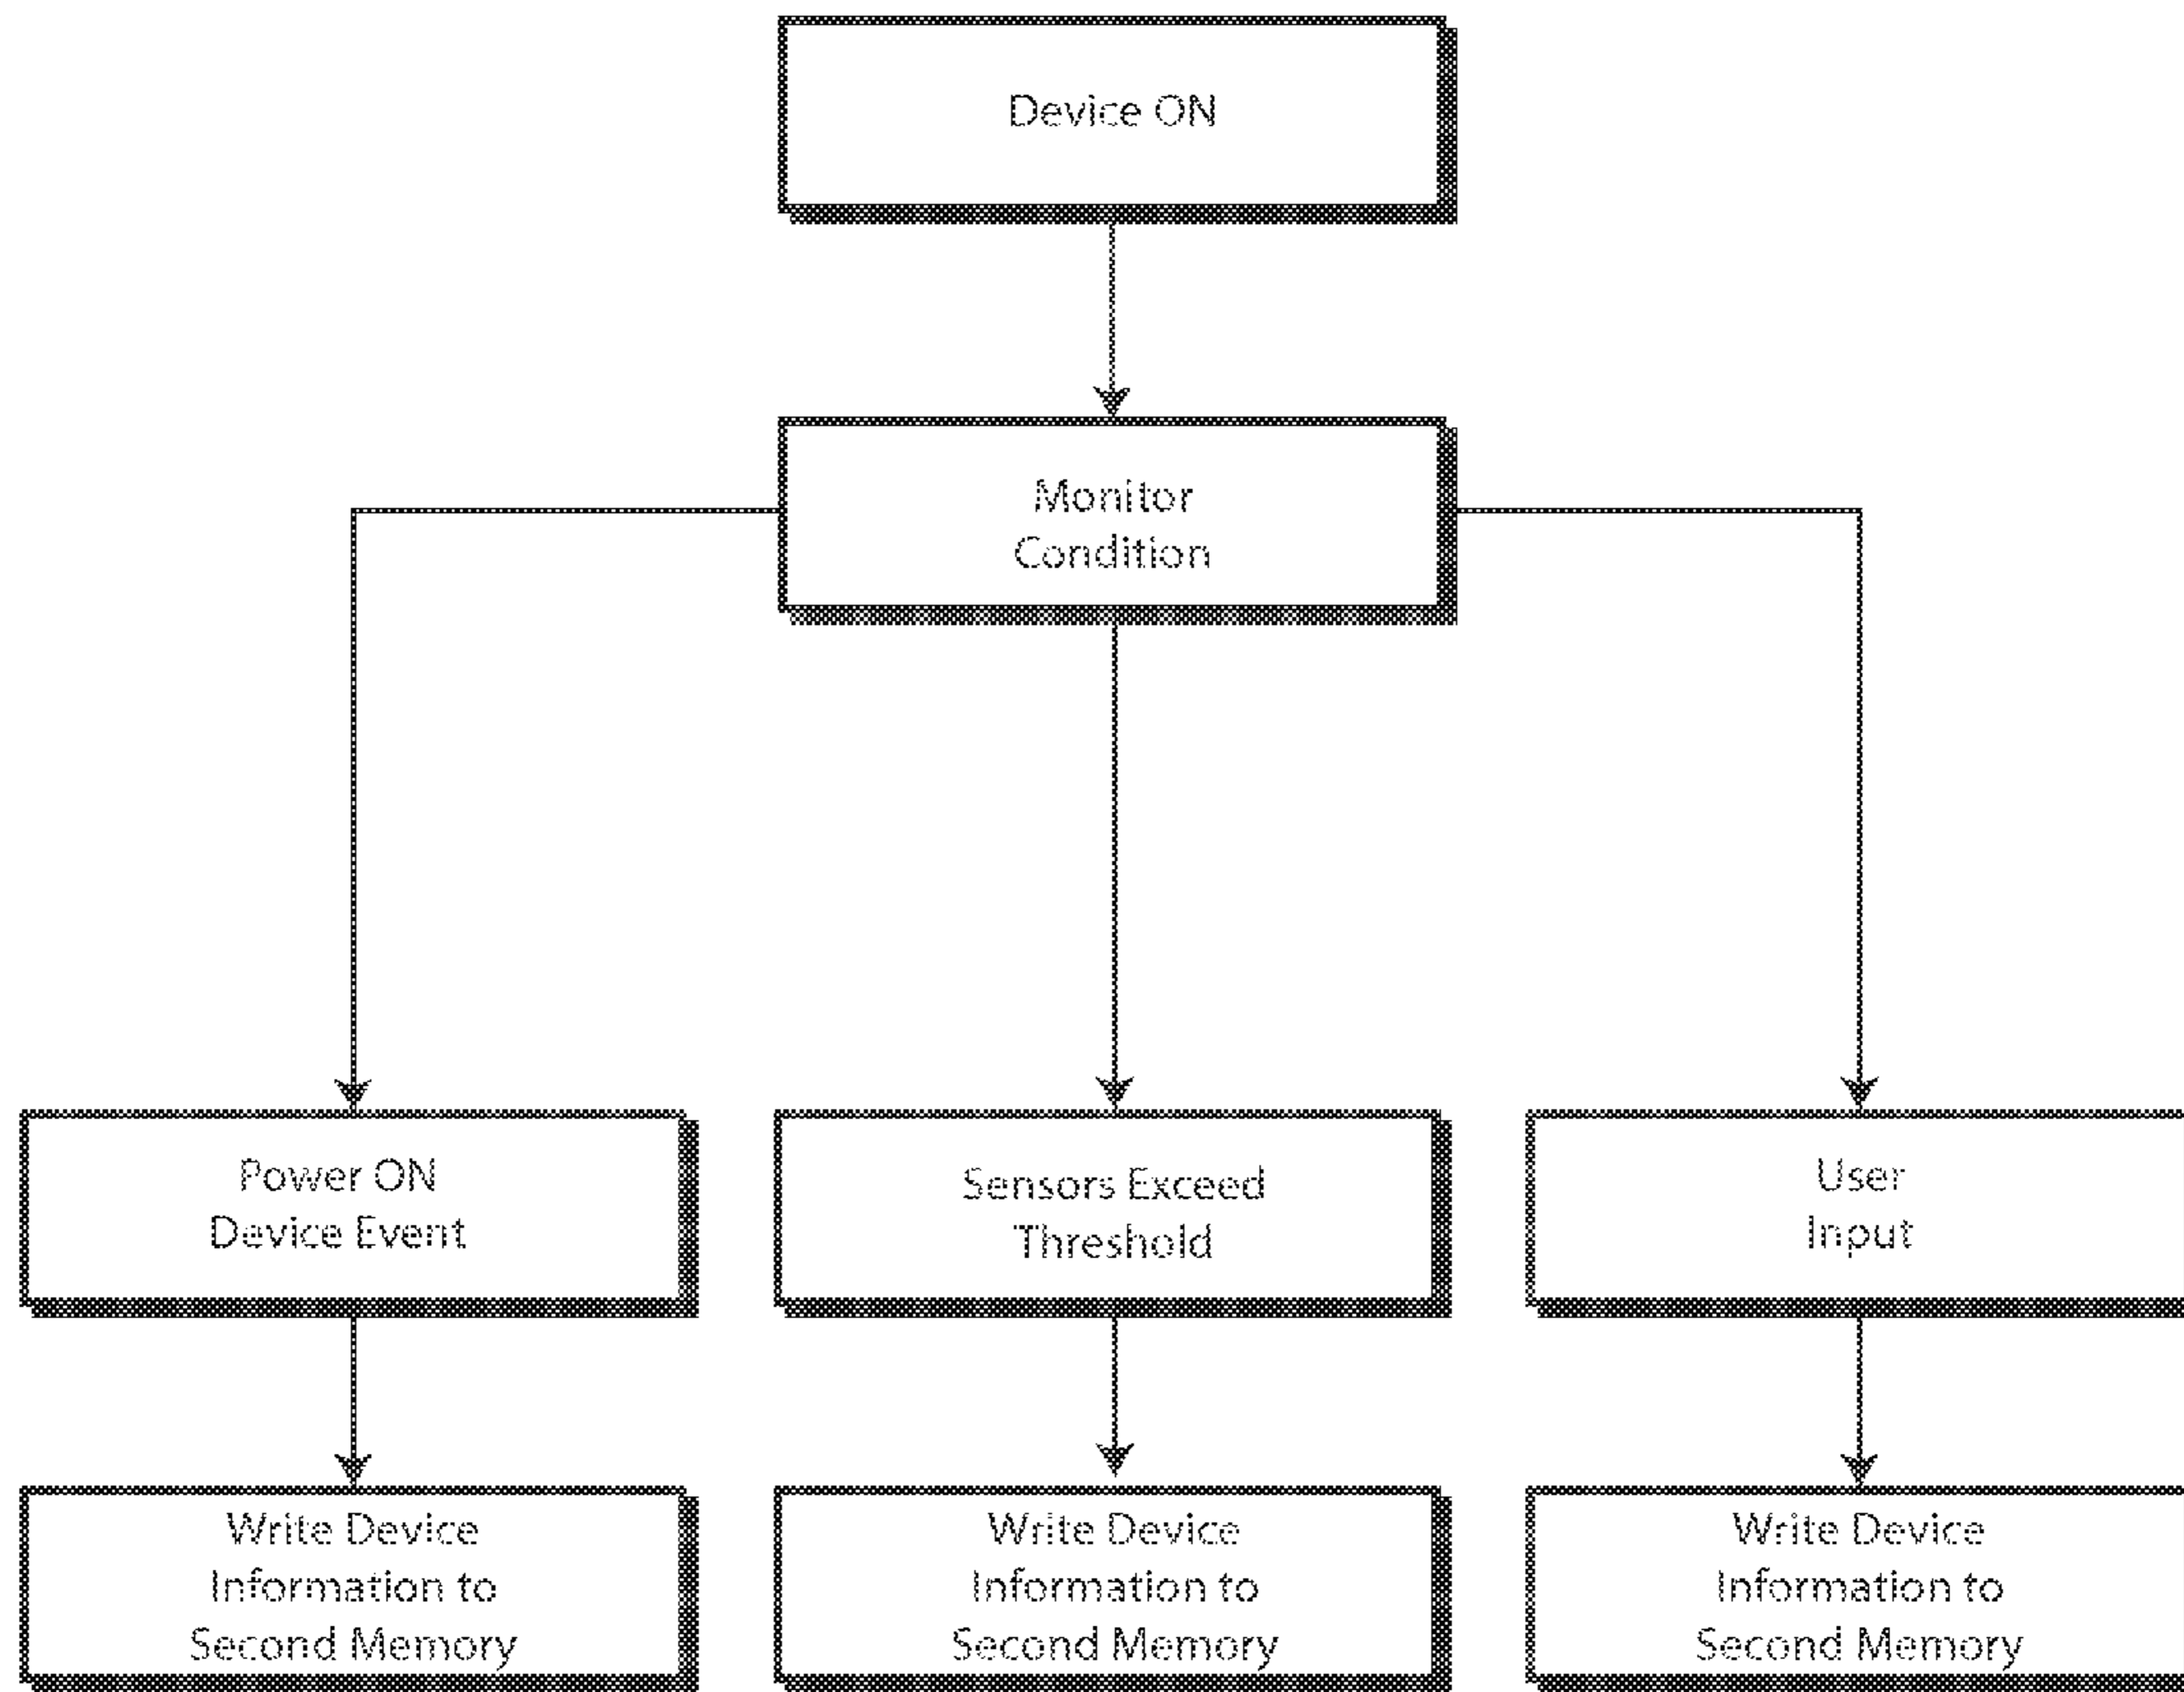 Device ON
Monitor
Condition
Power ON
Device Event
Sensors Exceed
Threshold
User
Input
Write Device
Information to
Second Memory
Write Device
Information to
Second Memory
Write Device
Information to
Second Memory